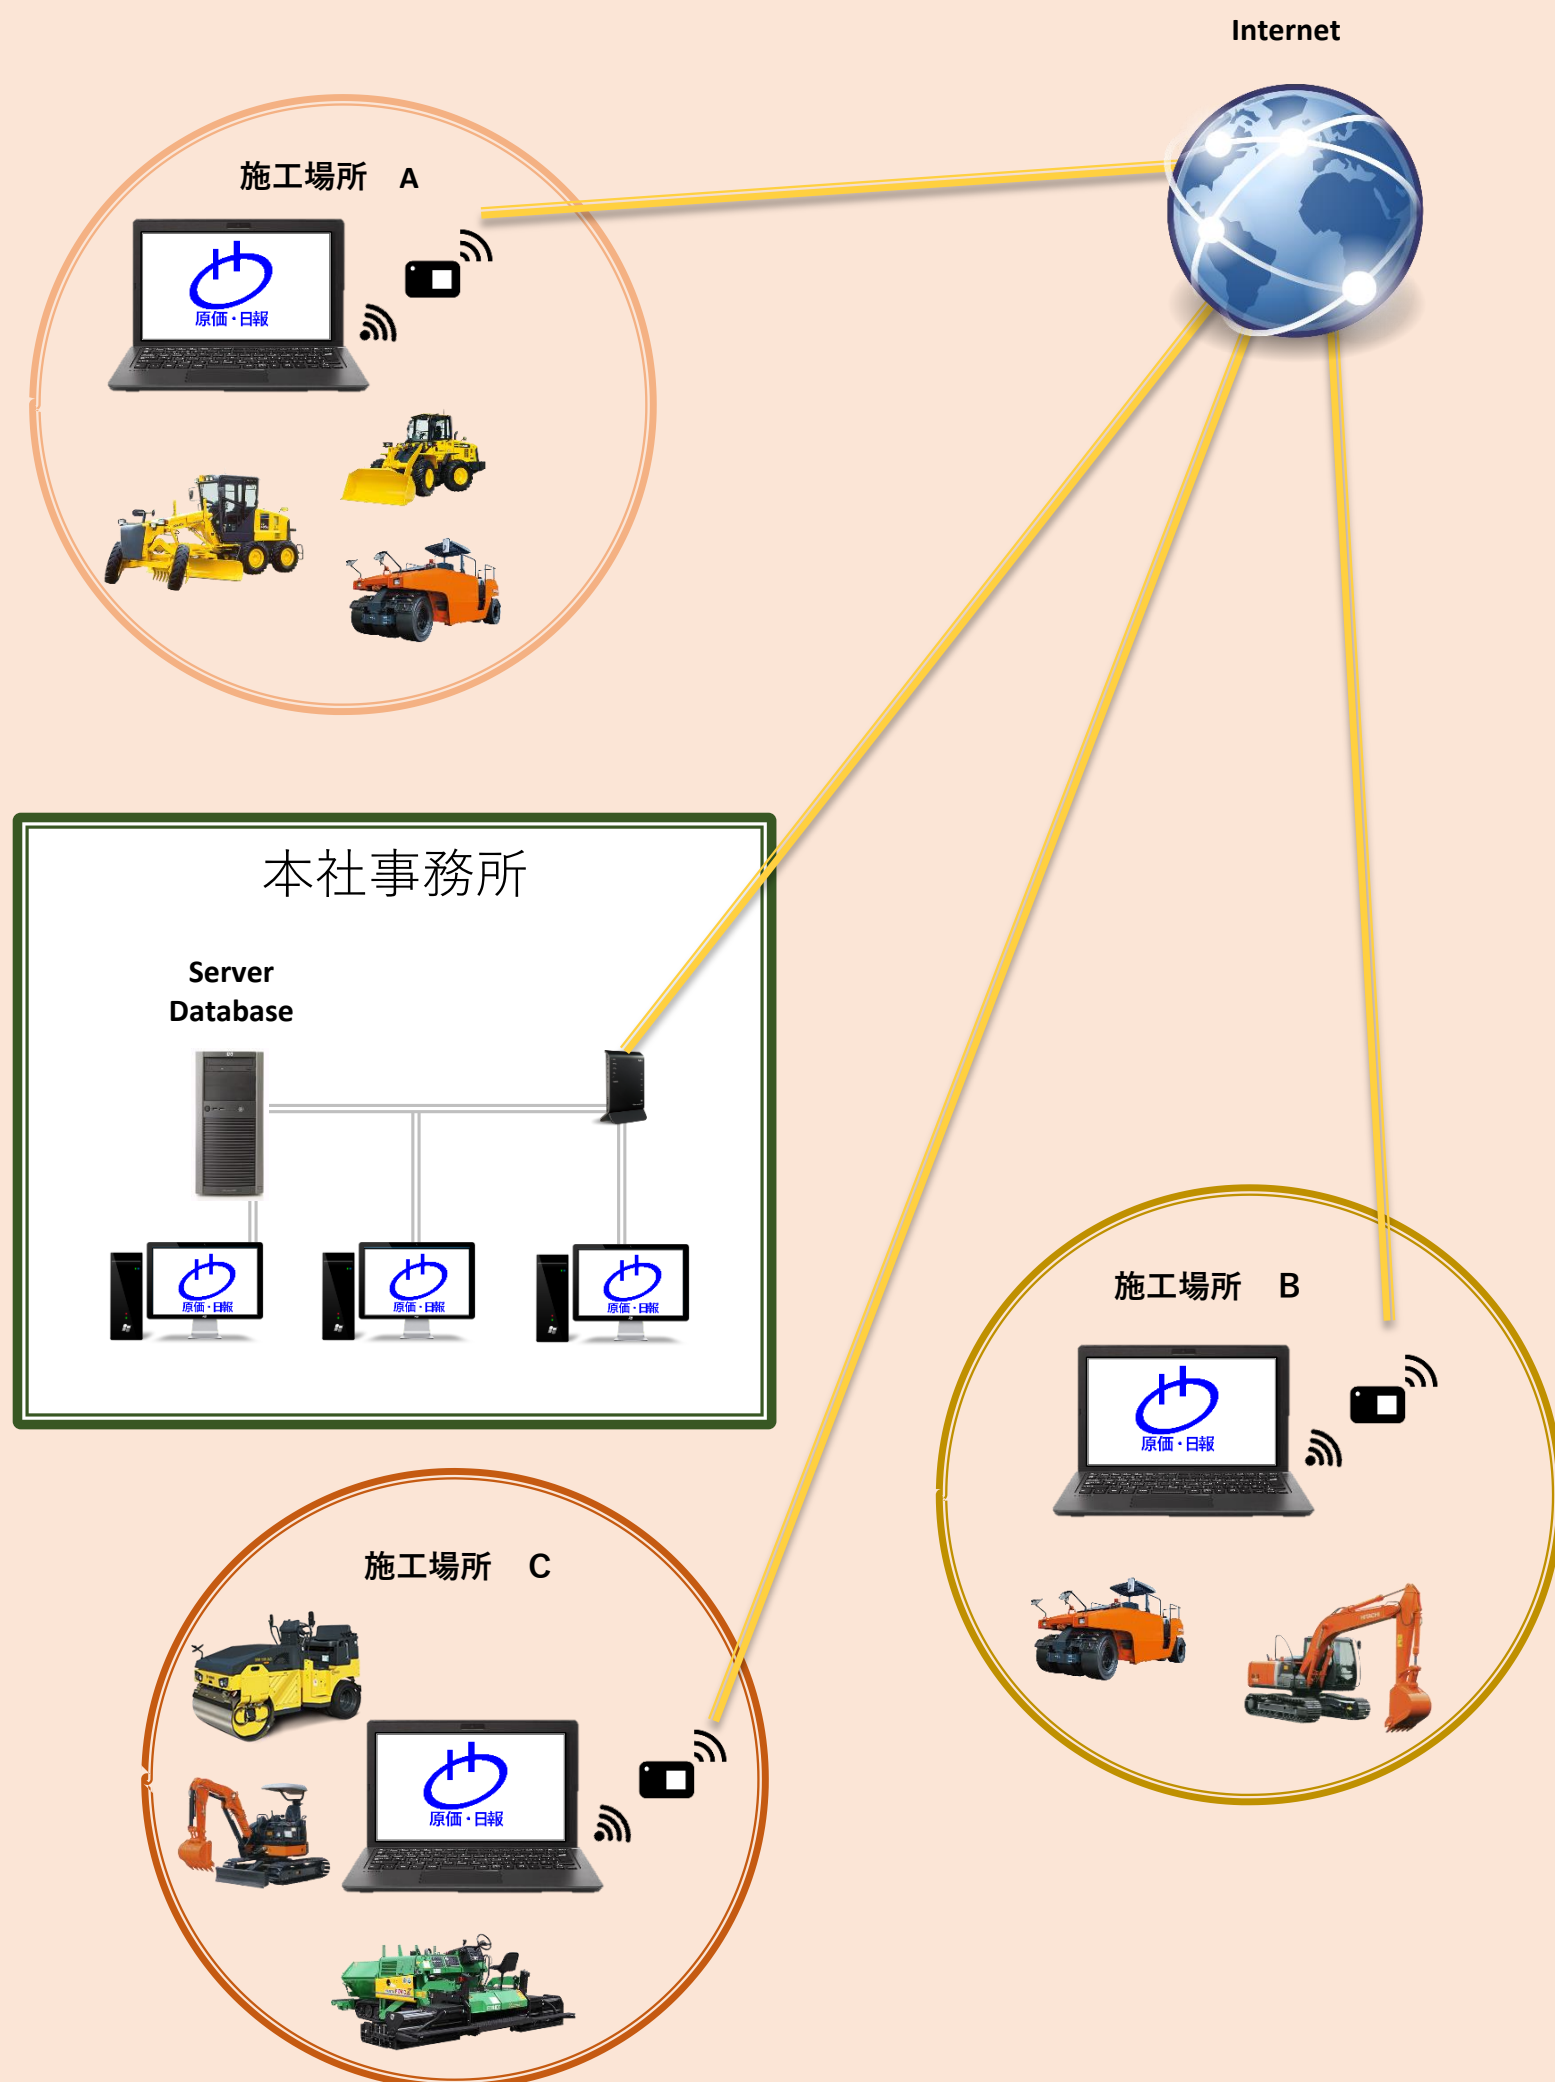 Internet
施工場所　A
原価・日報
本社事務所
Server
Database
原価・日報
原価・日報
原価・日報
施工場所　B
原価・日報
施工場所　C
原価・日報
HITACHI